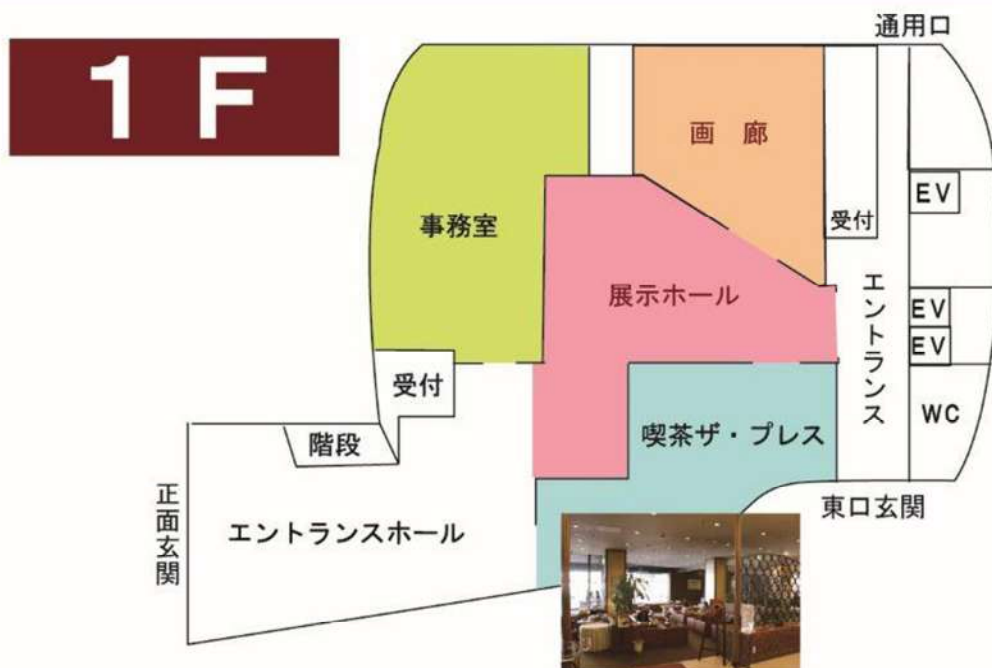 1F
通用口
画 廊
EV
事務室
受付
展示ホール
エントランス
EV
EV
受付
喫茶ザ・プレス
WC
階段
正面玄関
エントランスホール
東口玄関